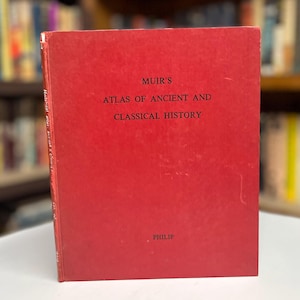 MUIR'S
ATLAS OF ANCIENT AND
CLASSICAL HISTORY
PHILIP